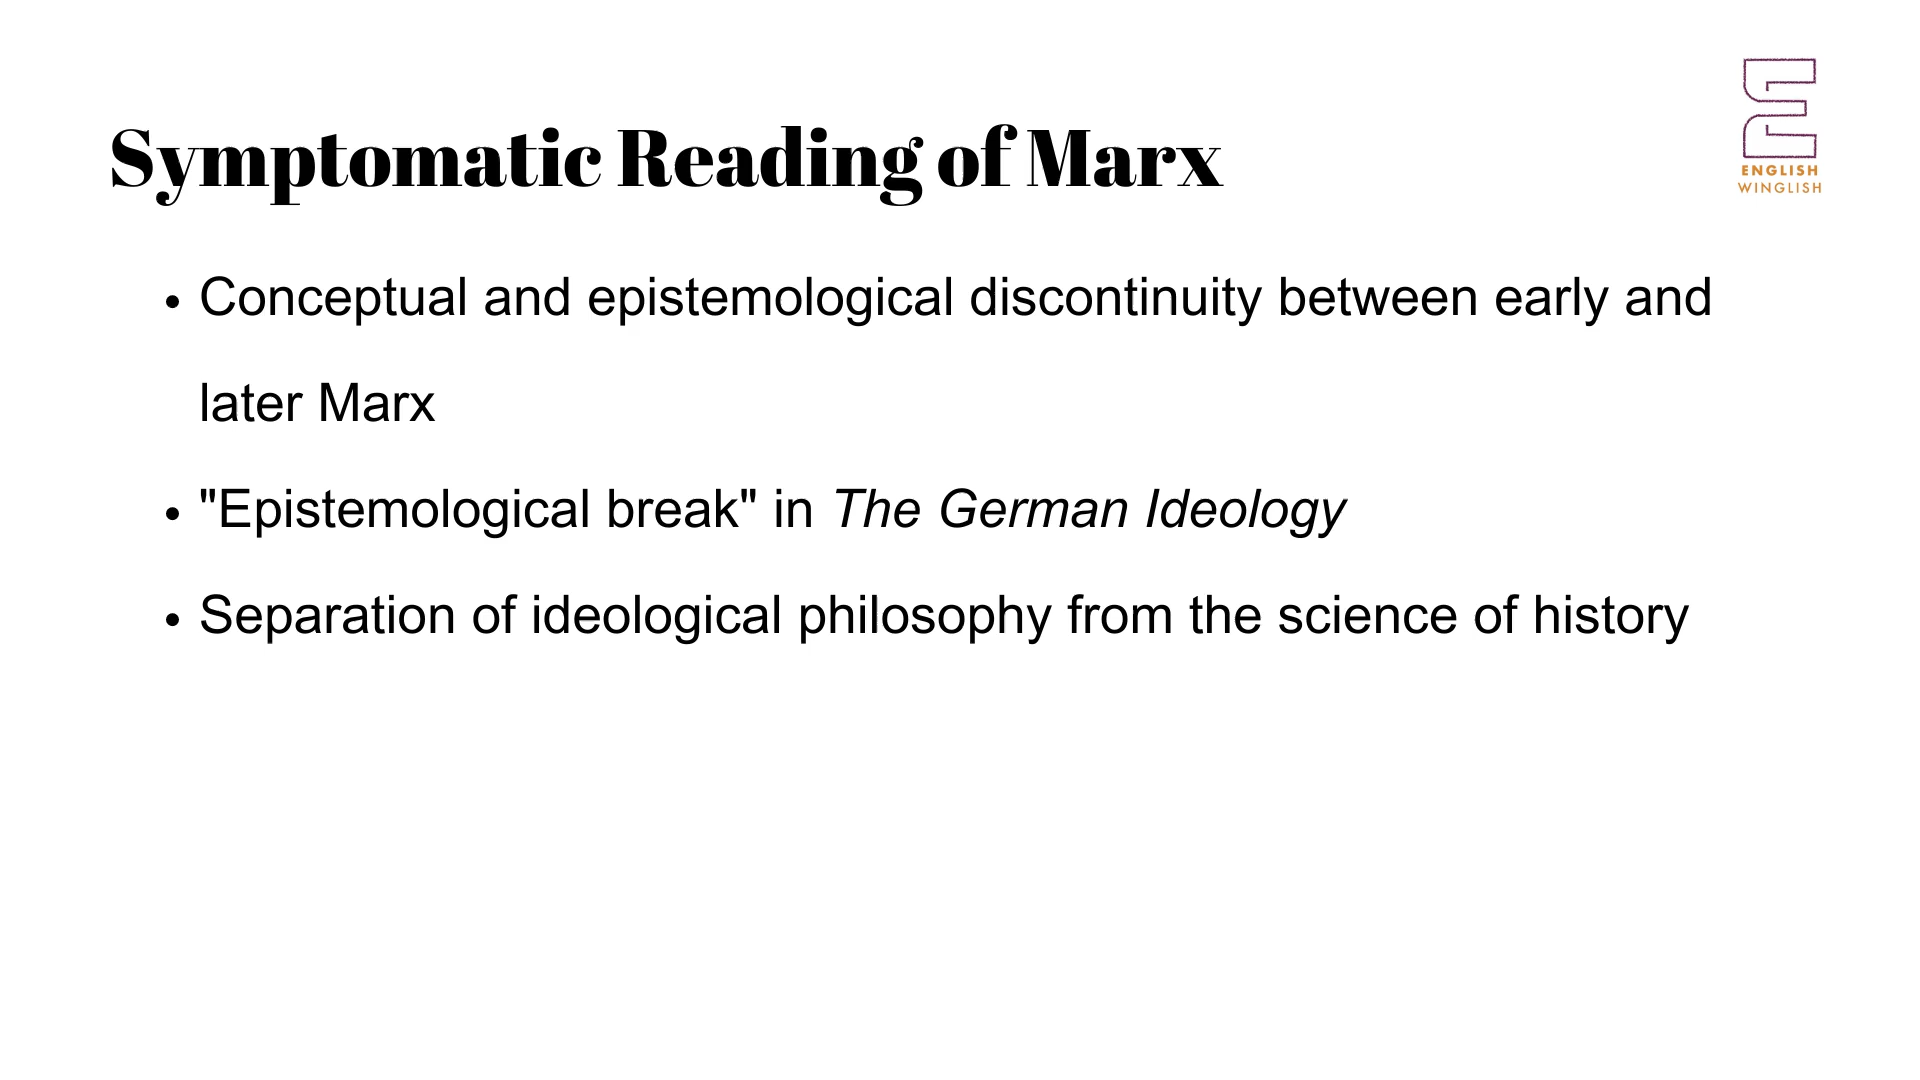 Symptomatic Reading of Marx
ENGLISH
WINGLISH
• Conceptual and epistemological discontinuity between early and
later Marx
• "Epistemological break" in The German Ideology
• Separation of ideological philosophy from the science of history